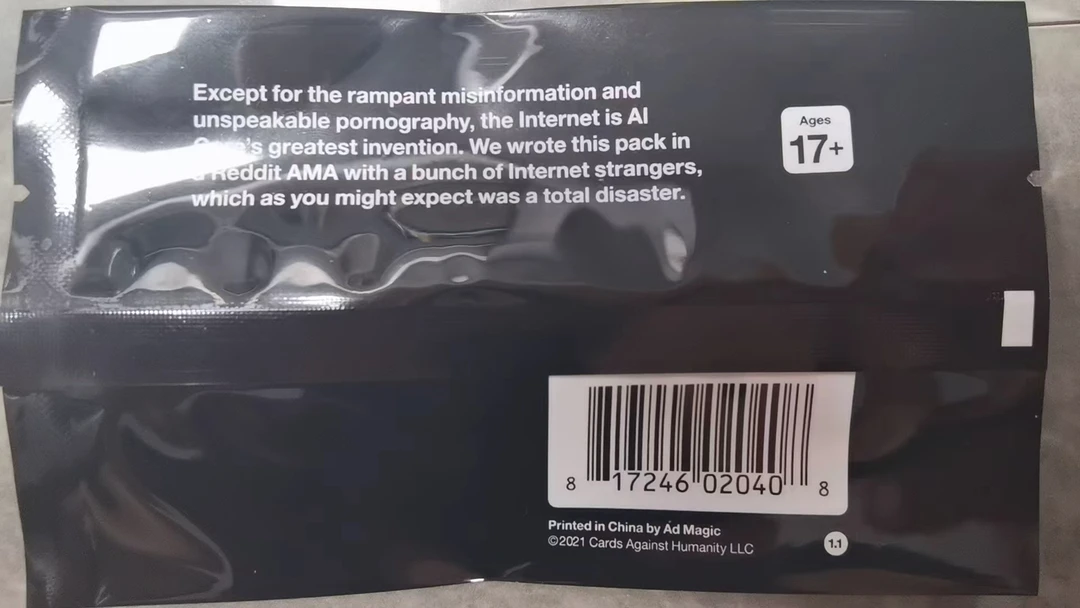 Except for the rampant misinformation and
unspeakable pornography, the Internet is Al
Gore's greatest invention. We wrote this pack in
a Reddit AMA with a bunch of Internet strangers,
which as you might expect was a total disaster.
Ages
17+
8 17246 02040 8
Printed in China by Ad Magic
©2021 Cards Against Humanity LLC
1.1